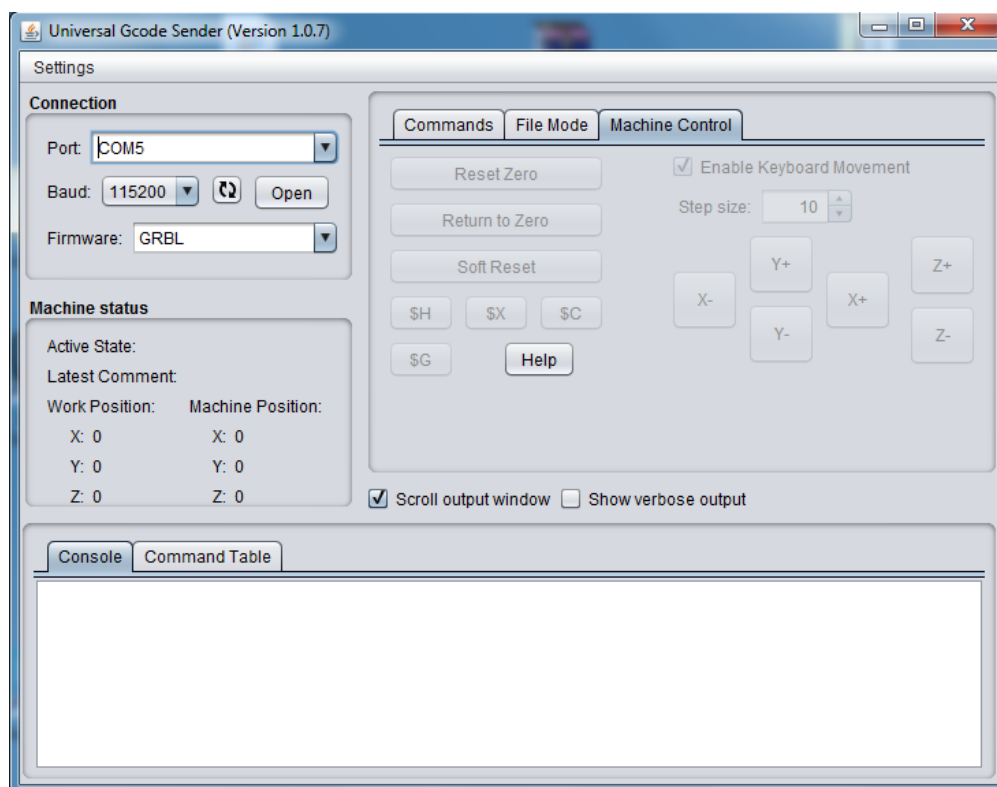 Universal Gcode Sender (Version 1.0.7)
Settings
Connection
Port: COM5
Baud: 115200 Open
Firmware: GRBL
Machine status
Active State:
Latest Comment:
Work Position: Machine Position:
X: 0 X: 0
Y: 0 Y: 0
Z: 0 Z: 0
Commands File Mode Machine Control
Reset Zero
Return to Zero
Soft Reset
$H $X $C
$G Help
Enable Keyboard Movement
Step size: 10
Y+ Z+
X- X+
Y- Z-
Scroll output window Show verbose output
Console Command Table